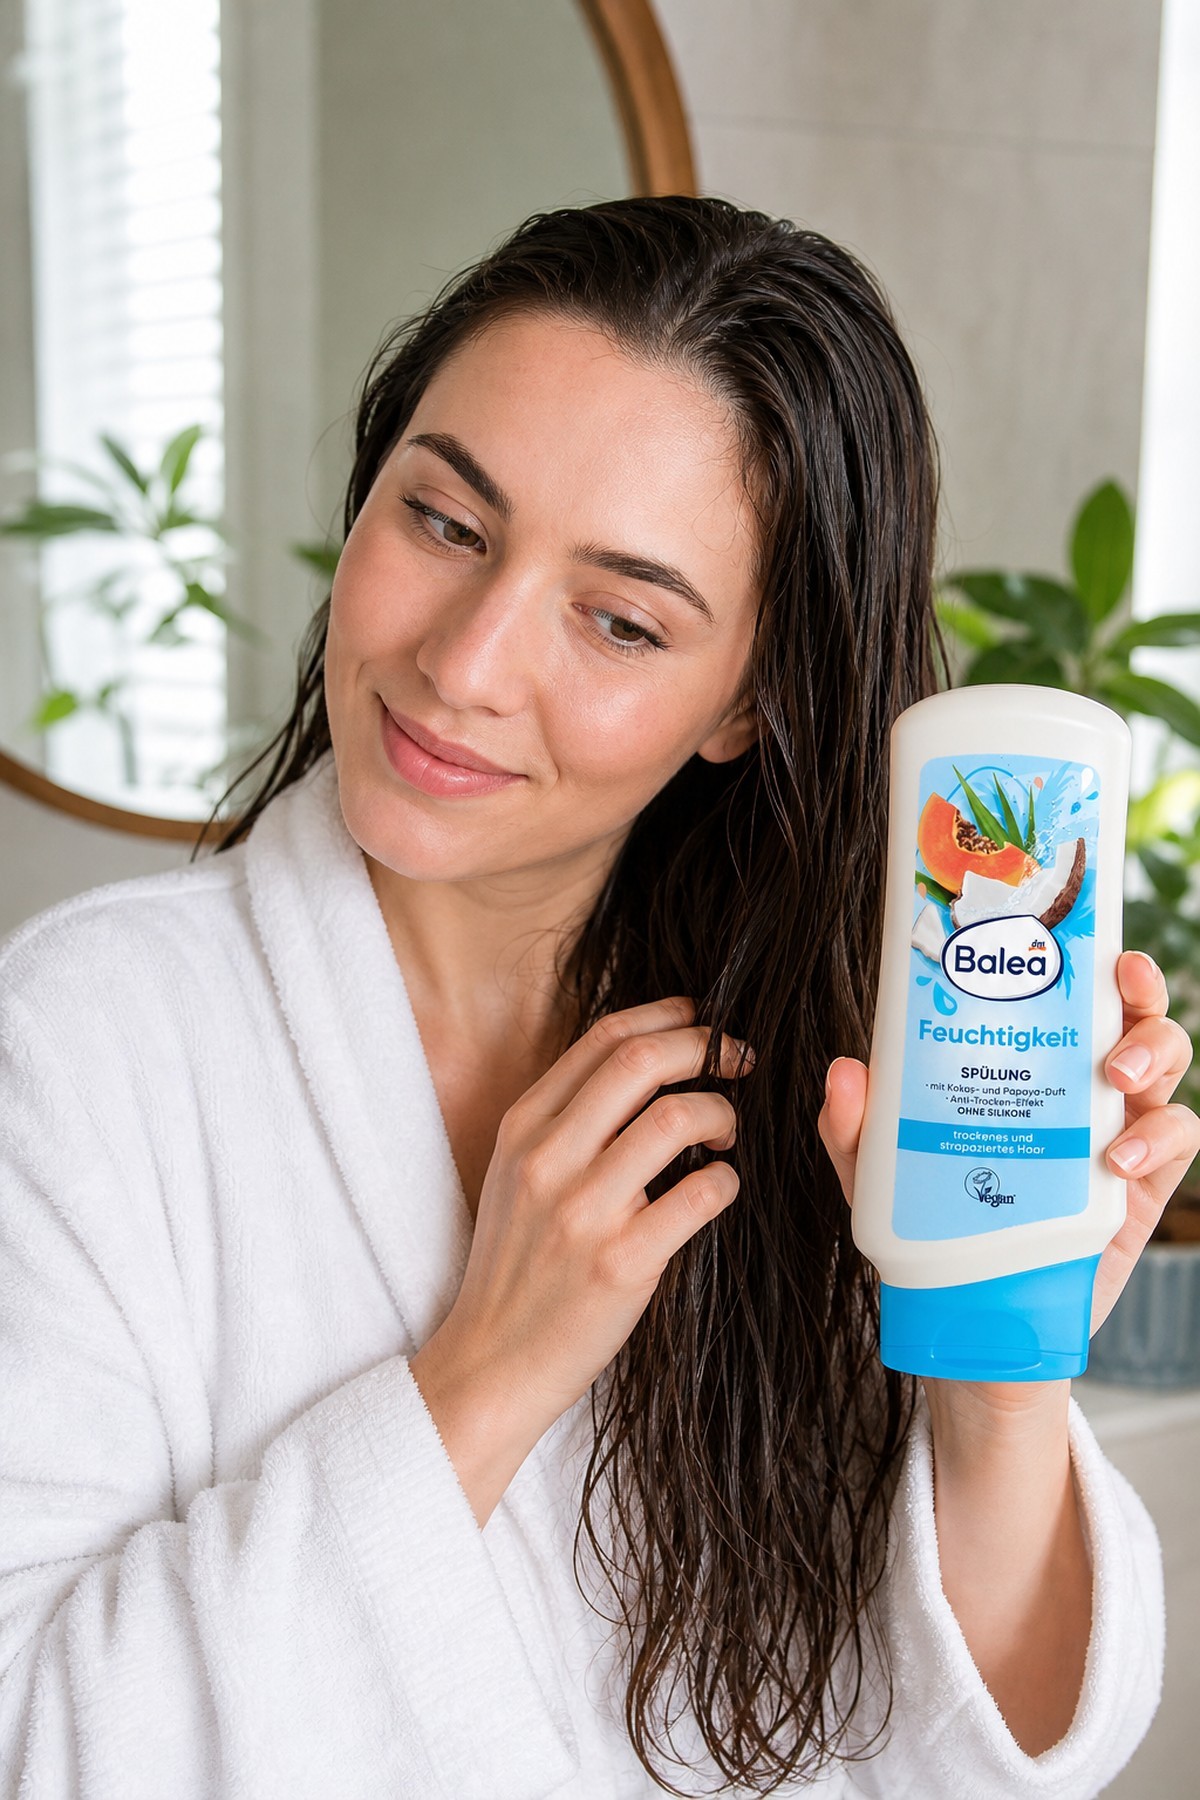 dm
Balea
Feuchtigkeit
SPÜLUNG
· mit Kokos- und Papaya-Duft
· Anti-Trocken-Effekt
OHNE SILIKONE
trockenes und
strapaziertes Haar
Vegan